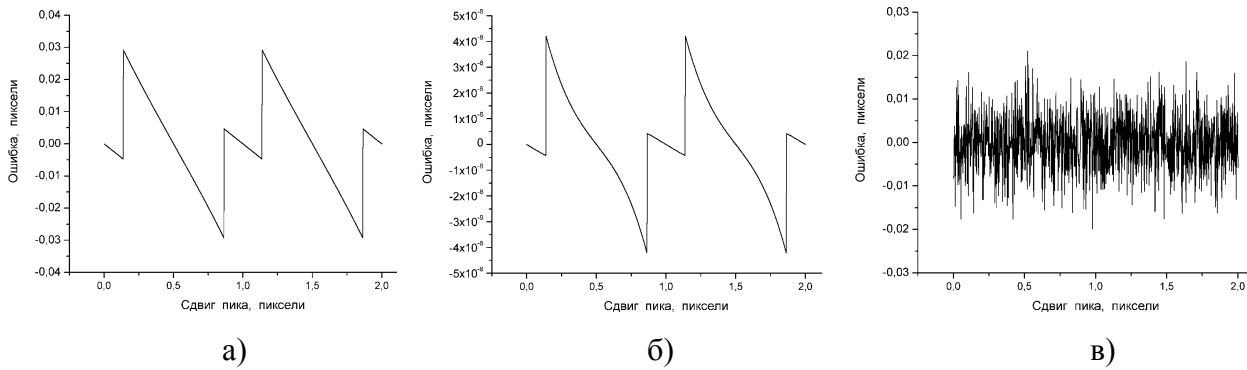 0,04
0,03
0,02
0,01
0,00
-0,01
-0,02
-0,03
-0,04
Ошибка, пиксели
0,0 0,5 1,0 1,5 2,0
Сдвиг пика, пиксели
а)
5x10⁻⁸
4x10⁻⁸
3x10⁻⁸
2x10⁻⁸
1x10⁻⁸
0
-1x10⁻⁸
-2x10⁻⁸
-3x10⁻⁸
-4x10⁻⁸
-5x10⁻⁸
Ошибка, пиксели
0,0 0,5 1,0 1,5 2,0
Сдвиг пика, пиксели
б)
0,03
0,02
0,01
0,00
-0,01
-0,02
-0,03
Ошибка, пиксели
0,0 0,5 1,0 1,5 2,0
Сдвиг пика, пиксели
в)